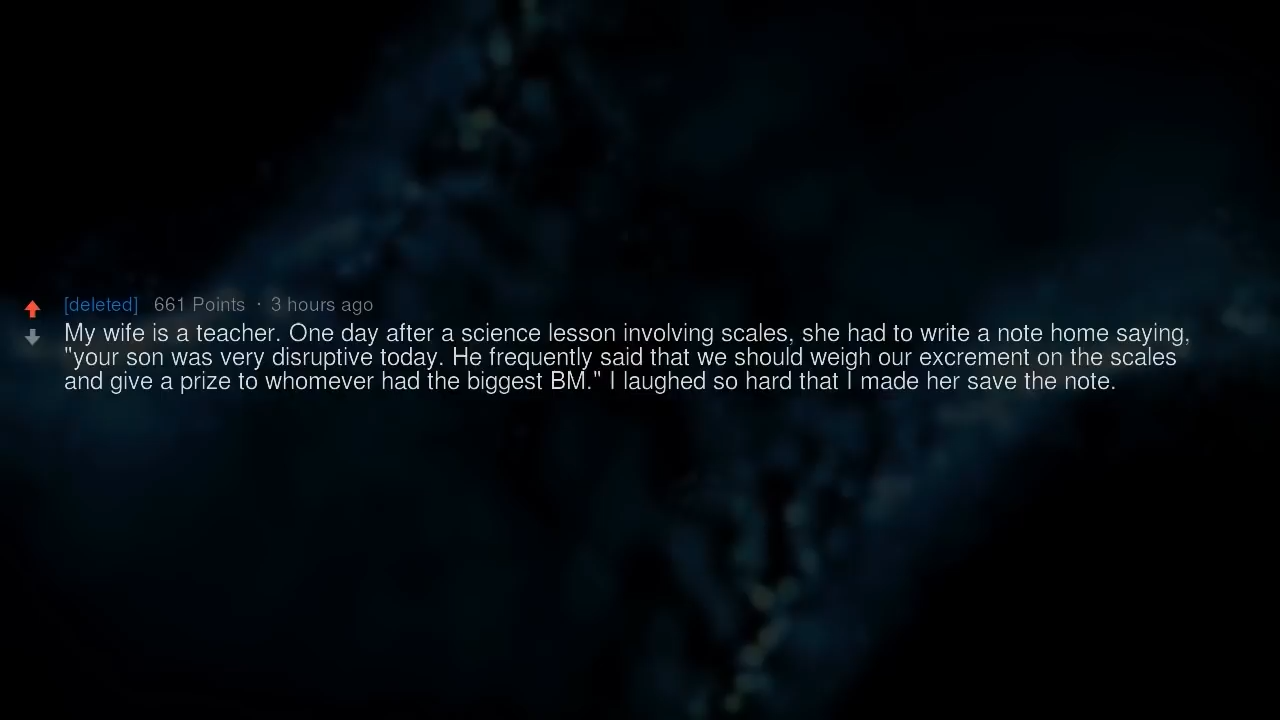 [deleted] 661 Points · 3 hours ago
My wife is a teacher. One day after a science lesson involving scales, she had to write a note home saying,
"your son was very disruptive today. He frequently said that we should weigh our excrement on the scales
and give a prize to whomever had the biggest BM." I laughed so hard that I made her save the note.